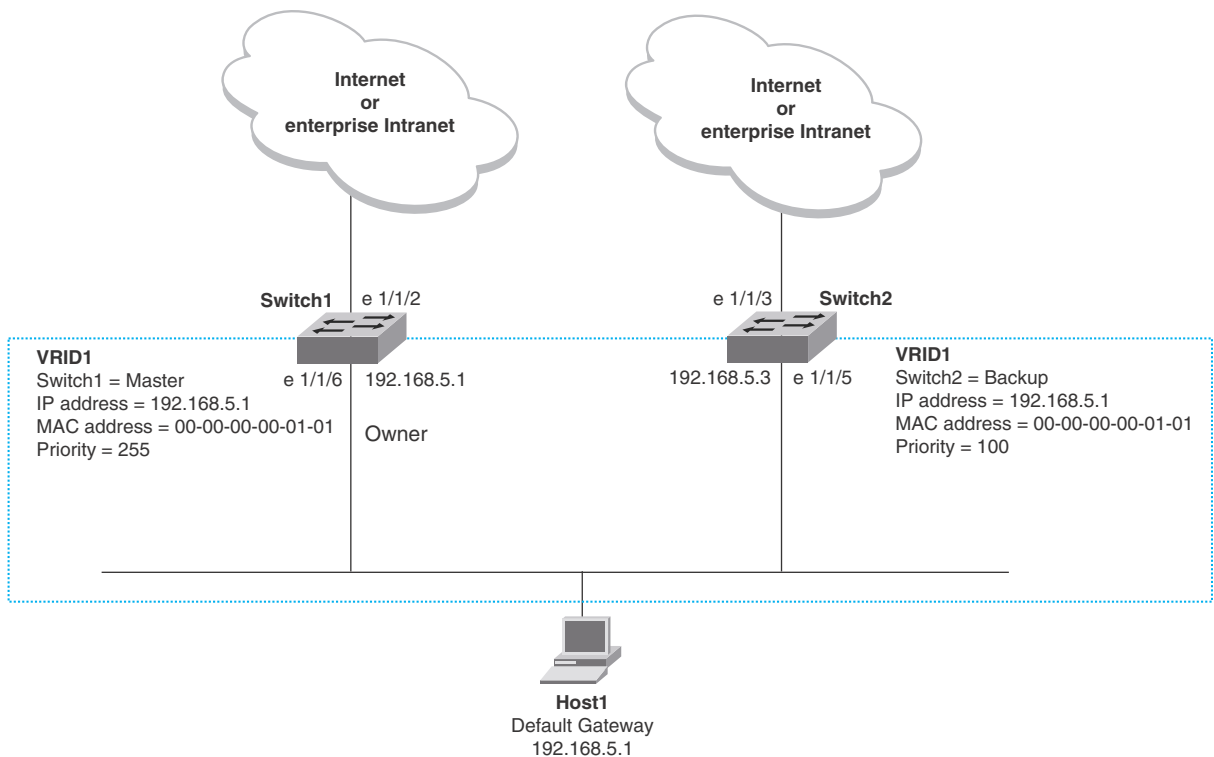 Internet
or
enterprise Intranet
Internet
or
enterprise Intranet
Switch1
e 1/1/2
e 1/1/3
Switch2
VRID1
Switch1 = Master
IP address = 192.168.5.1
MAC address = 00-00-00-00-01-01
Priority = 255
e 1/1/6
192.168.5.1
Owner
192.168.5.3
e 1/1/5
VRID1
Switch2 = Backup
IP address = 192.168.5.1
MAC address = 00-00-00-00-01-01
Priority = 100
Host1
Default Gateway
192.168.5.1